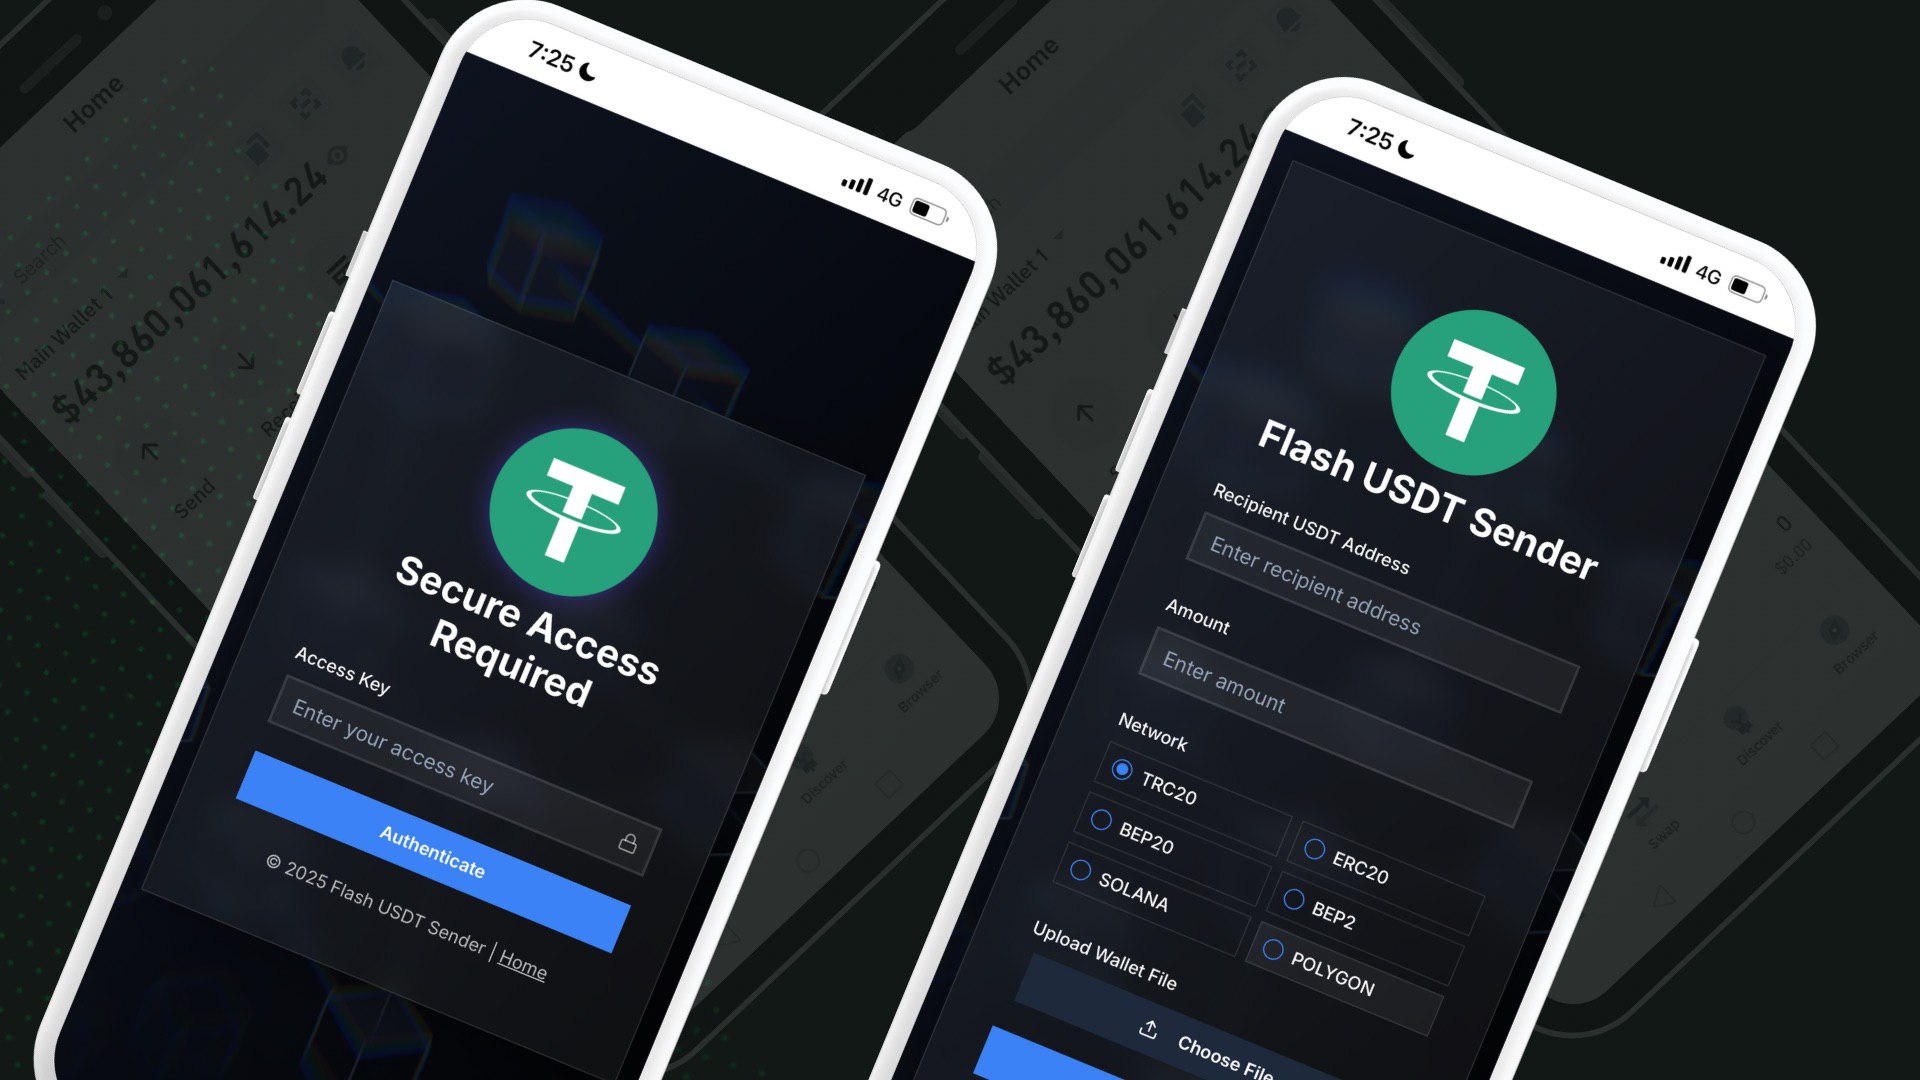 7:25
4G
Secure Access
Required
Access Key
Enter your access key
Authenticate
© 2025 Flash USDT Sender | Home
7:25
4G
Flash USDT Sender
Recipient USDT Address
Enter recipient address
Amount
Enter amount
Network
TRC20
ERC20
BEP20
BEP2
SOLANA
POLYGON
Upload Wallet File
Choose File
Home
Search
Main Wallet 1
$43,860,061,614.24
Send
Browser
Discover
Home
Wallet 1
$43,860,061,614.24
0
$0.00
Browser
Discover
Swap